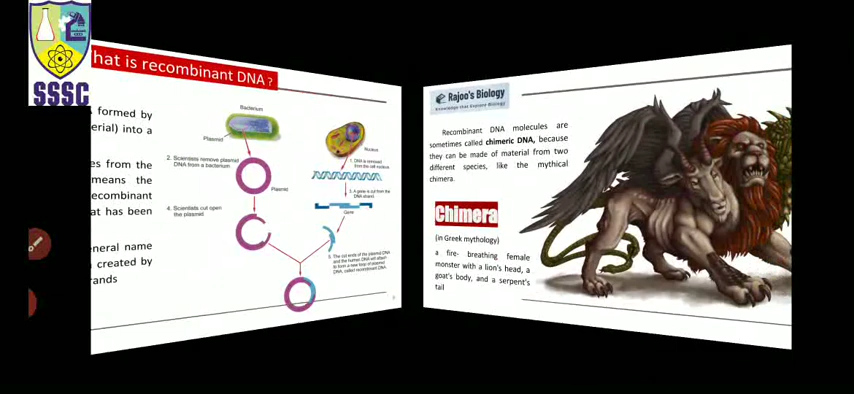 SSSC
hat is recombinant DNA?
formed by
erial) into a
es from the
means the
ecombinant
at has been
eneral name
created by
rands
Bacterium
Plasmid
2. Scientists remove plasmid
DNA from a bacterium
Plasmid
4. Scientists cut open
the plasmid
Nucleus
1. DNA is removed
from the cell nucleus
3. A gene is cut from the
DNA strand
Gene
5. The cut ends of the plasmid DNA
and the human DNA will attach
to form a new loop of plasmid
DNA, called recombinant DNA.
Rajoo's Biology
Knowledge that Explore Biology
Recombinant DNA molecules are
sometimes called chimeric DNA, because
they can be made of material from two
different species, like the mythical
chimera.
Chimera
(in Greek mythology)
a fire- breathing female
monster with a lion's head, a
goat's body, and a serpent's
tail